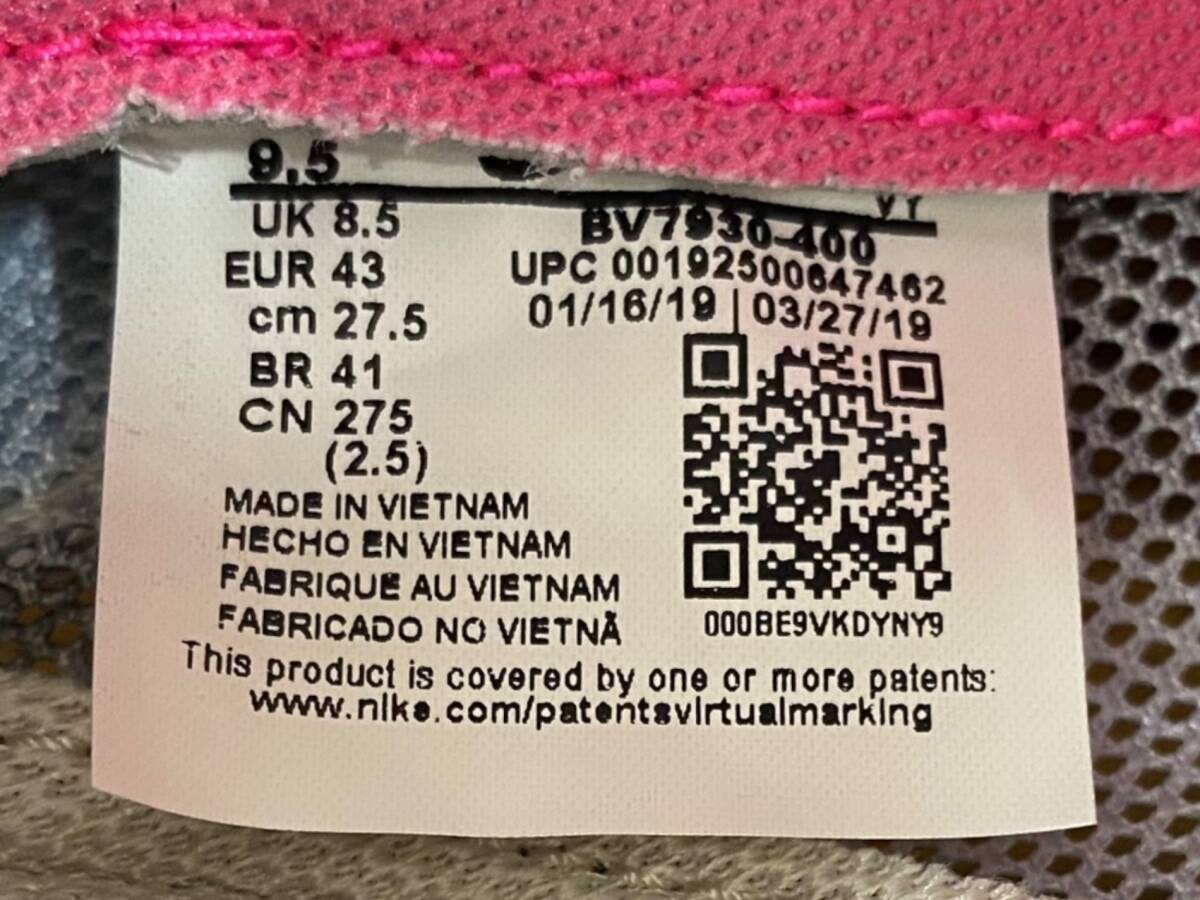 9.5
VT
UK 8.5 BV7930-400
EUR 43 UPC 00192500647462
cm 27.5 01/16/19 | 03/27/19
BR 41
CN 275
(2.5)
MADE IN VIETNAM
HECHO EN VIETNAM
FABRIQUE AU VIETNAM
FABRICADO NO VIETNÃ
000BE9VKDYNY9
This product is covered by one or more patents:
www.nike.com/patentsvirtualmarking